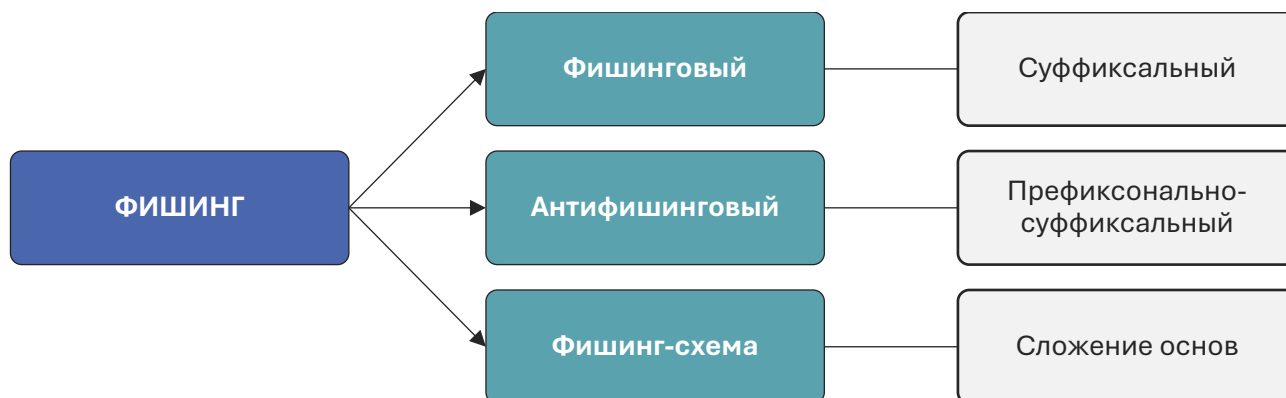 Фишинговый
Суффиксальный
ФИШИНГ
Антифишинговый
Префиксонально-
суффиксальный
Фишинг-схема
Сложение основ